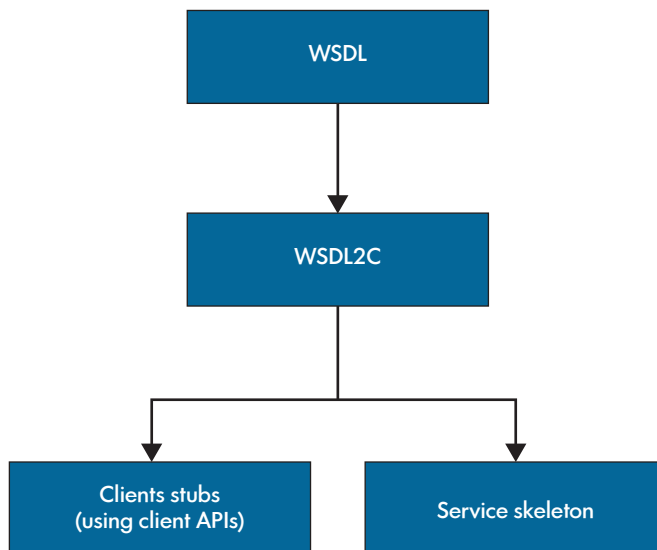 WSDL
WSDL2C
Clients stubs
(using client APIs)
Service skeleton